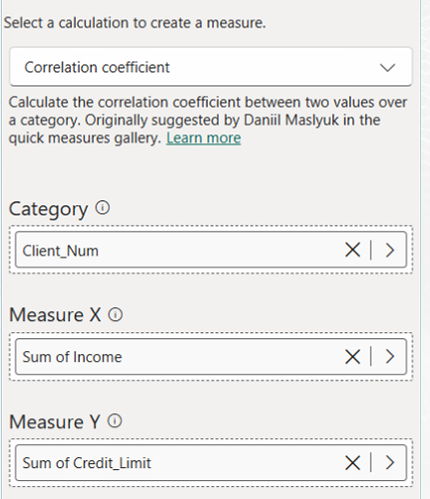 Select a calculation to create a measure.
Correlation coefficient
Calculate the correlation coefficient between two values over
a category. Originally suggested by Daniil Maslyuk in the
quick measures gallery. Learn more
Category
Client_Num
Measure X
Sum of Income
Measure Y
Sum of Credit_Limit